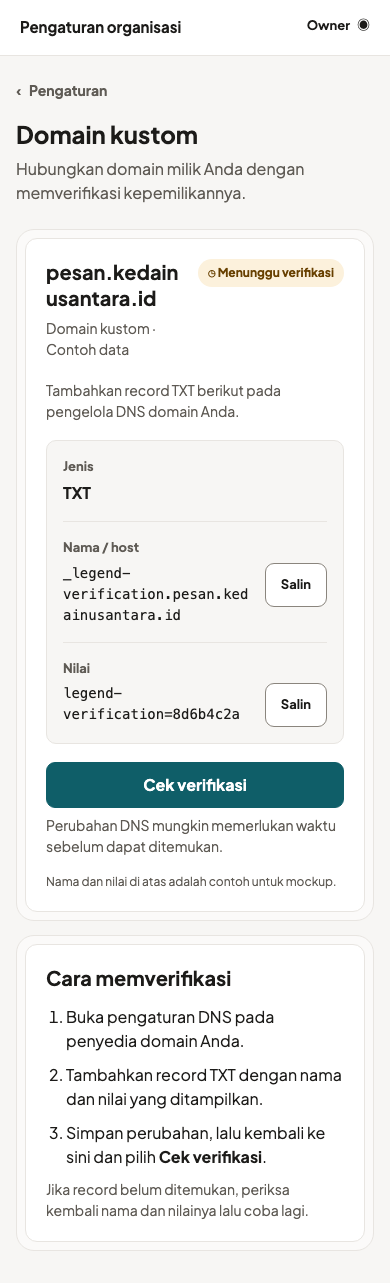 Pengaturan organisasi
Owner
‹ Pengaturan
Domain kustom
Hubungkan domain milik Anda dengan
memverifikasi kepemilikannya.
pesan.kedain
usantara.id
Menunggu verifikasi
Domain kustom ·
Contoh data
Tambahkan record TXT berikut pada
pengelola DNS domain Anda.
Jenis
TXT
Nama / host
_legend-
verification.pesan.ked
ainusantara.id
Salin
Nilai
legend-
verification=8d6b4c2a
Salin
Cek verifikasi
Perubahan DNS mungkin memerlukan waktu
sebelum dapat ditemukan.
Nama dan nilai di atas adalah contoh untuk mockup.
Cara memverifikasi
1. Buka pengaturan DNS pada
penyedia domain Anda.
2. Tambahkan record TXT dengan nama
dan nilai yang ditampilkan.
3. Simpan perubahan, lalu kembali ke
sini dan pilih Cek verifikasi.
Jika record belum ditemukan, periksa
kembali nama dan nilainya lalu coba lagi.